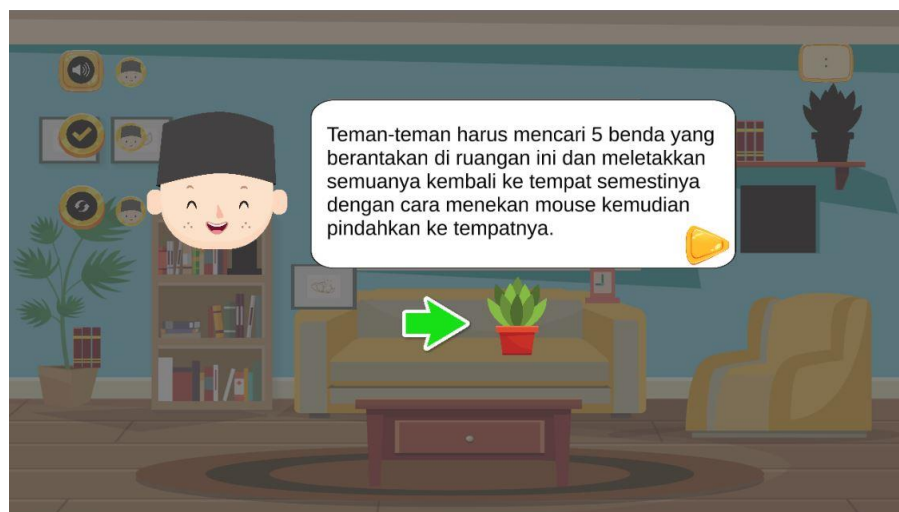 Teman-teman harus mencari 5 benda yang
berantakan di ruangan ini dan meletakkan
semuanya kembali ke tempat semestinya
dengan cara menekan mouse kemudian
pindahkan ke tempatnya.
: